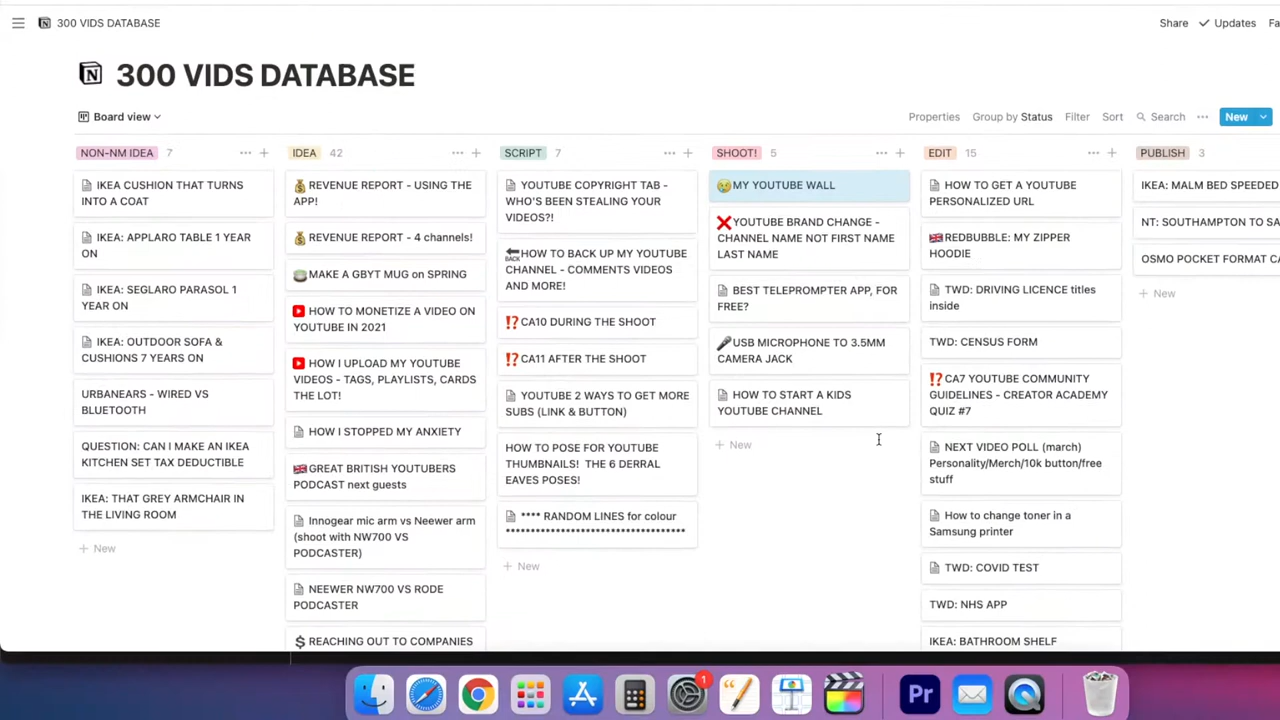 300 VIDS DATABASE
Share
Updates
Fa
300 VIDS DATABASE
Board view
Properties
Group by Status
Filter
Sort
Search
New
NON-NM IDEA 7
IKEA CUSHION THAT TURNS
INTO A COAT
IKEA: APPLARO TABLE 1 YEAR
ON
IKEA: SEGLARO PARASOL 1
YEAR ON
IKEA: OUTDOOR SOFA &
CUSHIONS 7 YEARS ON
URBANEARS - WIRED VS
BLUETOOTH
QUESTION: CAN I MAKE AN IKEA
KITCHEN SET TAX DEDUCTIBLE
IKEA: THAT GREY ARMCHAIR IN
THE LIVING ROOM
+ New
IDEA 42
💰REVENUE REPORT - USING THE
APP!
💰REVENUE REPORT - 4 channels!
MAKE A GBYT MUG on SPRING
HOW TO MONETIZE A VIDEO ON
YOUTUBE IN 2021
HOW I UPLOAD MY YOUTUBE
VIDEOS - TAGS, PLAYLISTS, CARDS
THE LOT!
HOW I STOPPED MY ANXIETY
🇬🇧GREAT BRITISH YOUTUBERS
PODCAST next guests
Innogear mic arm vs Neewer arm
(shoot with NW700 VS
PODCASTER)
NEEWER NW700 VS RODE
PODCASTER
💲REACHING OUT TO COMPANIES
SCRIPT 7
YOUTUBE COPYRIGHT TAB -
WHO'S BEEN STEALING YOUR
VIDEOS?!
🔙HOW TO BACK UP MY YOUTUBE
CHANNEL - COMMENTS VIDEOS
AND MORE!
⁉️CA10 DURING THE SHOOT
⁉️CA11 AFTER THE SHOOT
YOUTUBE 2 WAYS TO GET MORE
SUBS (LINK & BUTTON)
HOW TO POSE FOR YOUTUBE
THUMBNAILS! THE 6 DERRAL
EAVES POSES!
**** RANDOM LINES for colour
************************************
+ New
SHOOT! 5
😢MY YOUTUBE WALL
❌YOUTUBE BRAND CHANGE -
CHANNEL NAME NOT FIRST NAME
LAST NAME
BEST TELEPROMPTER APP, FOR
FREE?
🎤USB MICROPHONE TO 3.5MM
CAMERA JACK
HOW TO START A KIDS
YOUTUBE CHANNEL
+ New
EDIT 15
HOW TO GET A YOUTUBE
PERSONALIZED URL
🇬🇧REDBUBBLE: MY ZIPPER
HOODIE
TWD: DRIVING LICENCE titles
inside
TWD: CENSUS FORM
⁉️CA7 YOUTUBE COMMUNITY
GUIDELINES - CREATOR ACADEMY
QUIZ #7
NEXT VIDEO POLL (march)
Personality/Merch/10k button/free
stuff
How to change toner in a
Samsung printer
TWD: COVID TEST
TWD: NHS APP
IKEA: BATHROOM SHELF
PUBLISH 3
IKEA: MALM BED SPEEDED
NT: SOUTHAMPTON TO SA
OSMO POCKET FORMAT CA
+ New
1
Pr